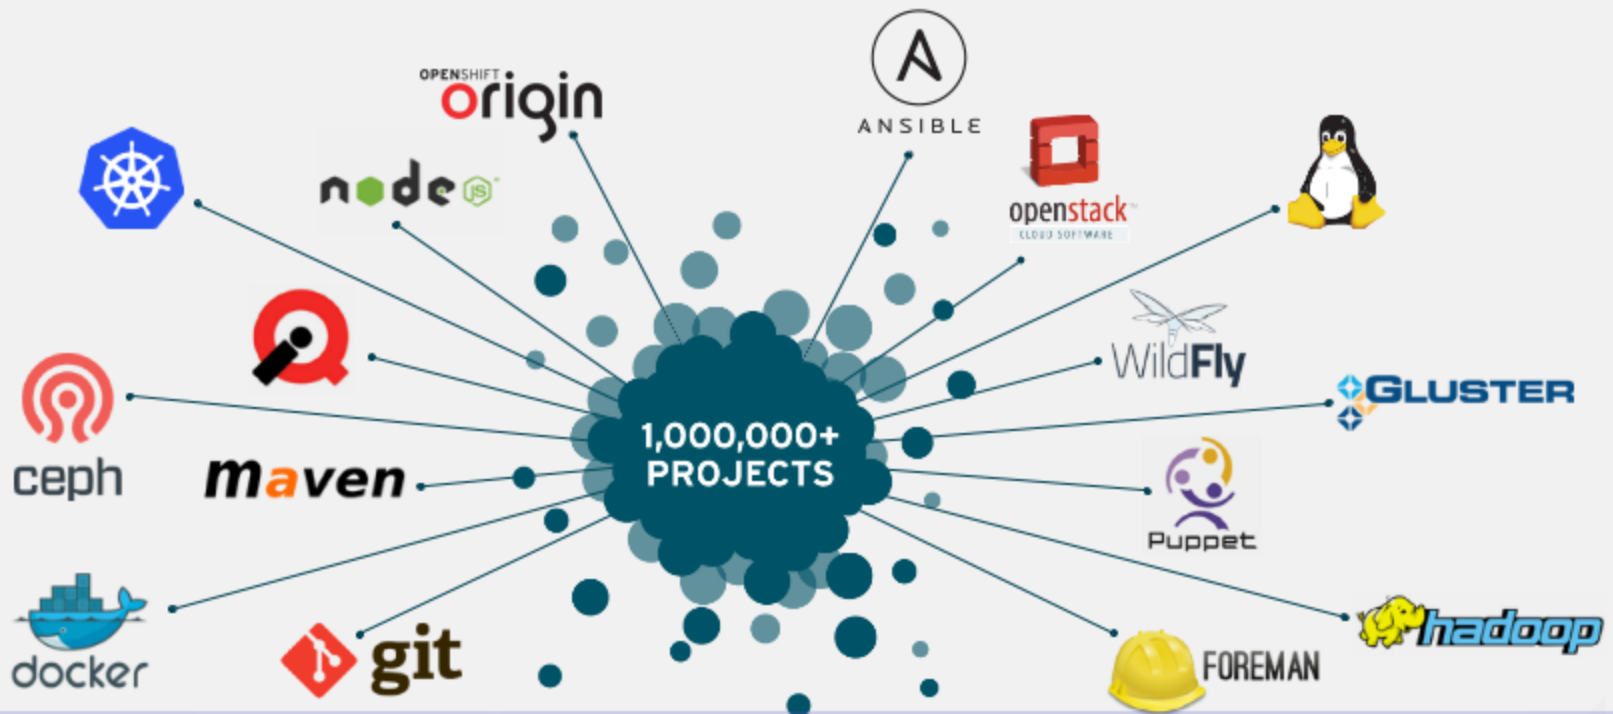 OPENSHIFT
origin
ANSIBLE
node JS
openstack
CLOUD SOFTWARE
WildFly
GLUSTER
1,000,000+
PROJECTS
ceph
maven
Puppet
docker
git
FOREMAN
hadoop